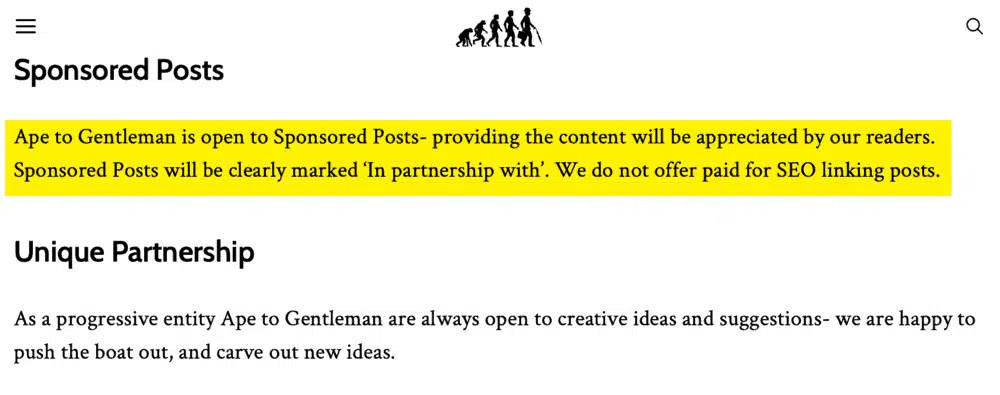 Sponsored Posts
Ape to Gentleman is open to Sponsored Posts- providing the content will be appreciated by our readers.
Sponsored Posts will be clearly marked ‘In partnership with’. We do not offer paid for SEO linking posts.
Unique Partnership
As a progressive entity Ape to Gentleman are always open to creative ideas and suggestions- we are happy to
push the boat out, and carve out new ideas.